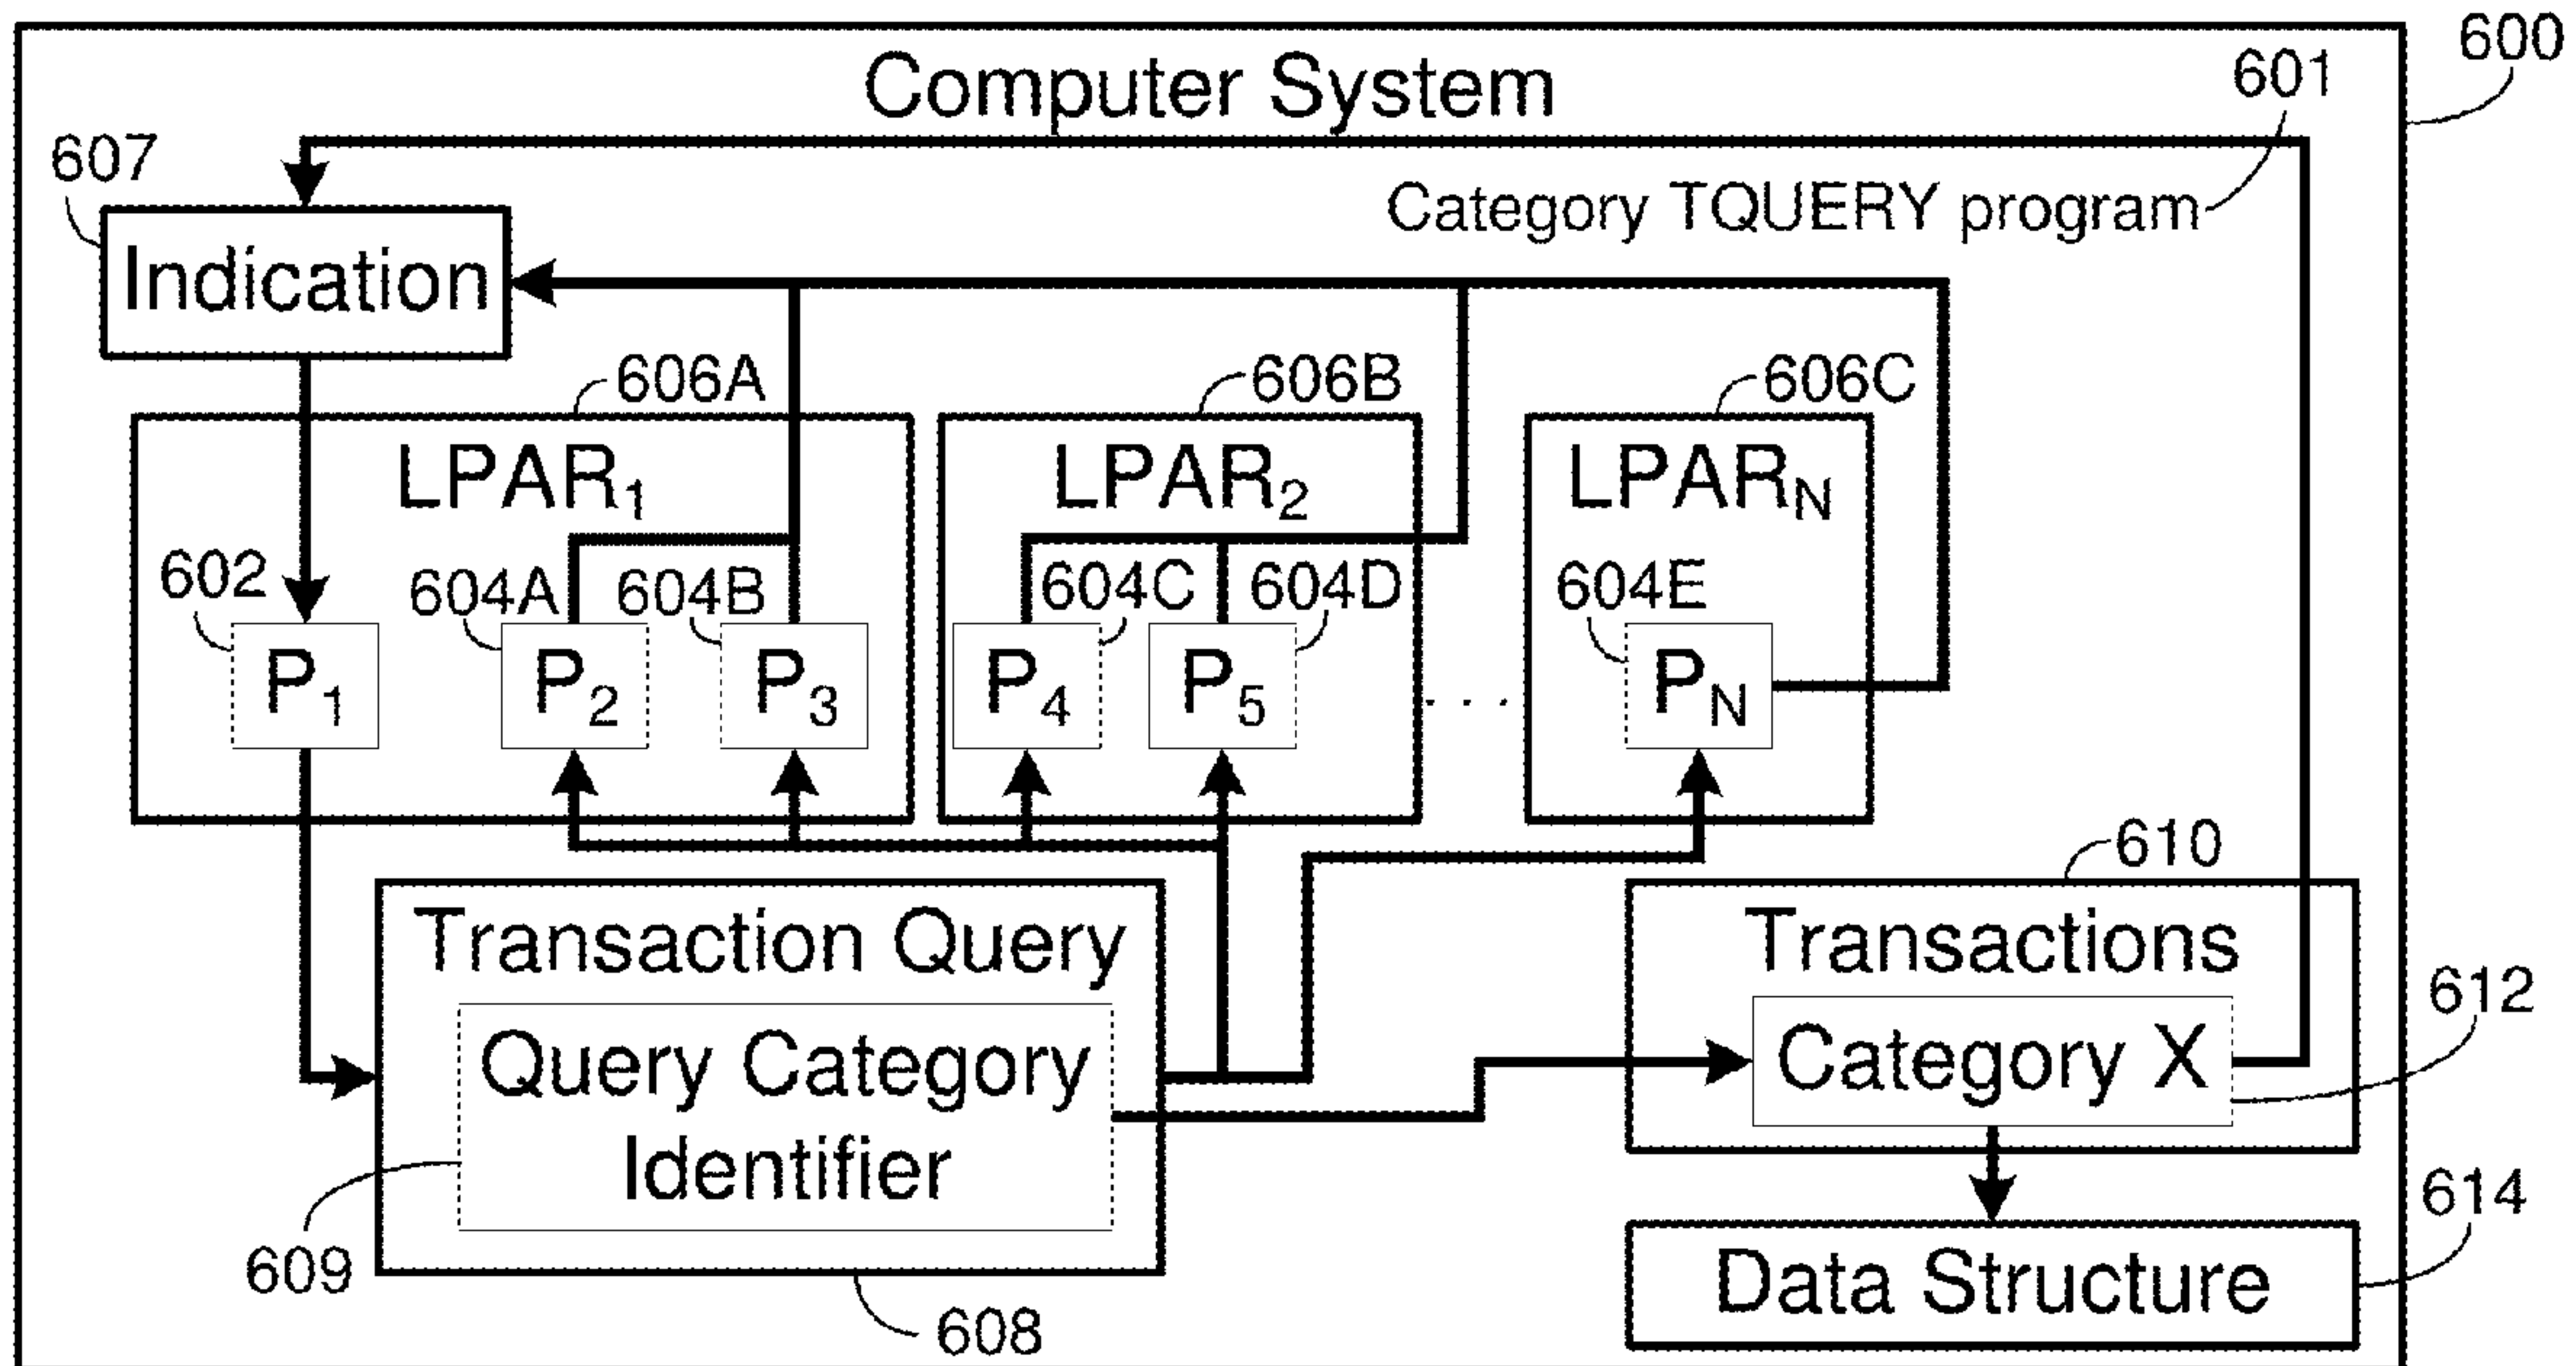 600
601
Computer System
607
Category TQUERY program
Indication
606A
606B
606C
LPAR1
LPAR2
LPARN
602
604A
604B
604C
604D
604E
P1
P2
P3
P4
P5
. . .
PN
610
Transaction Query
Transactions
612
Query Category
Identifier
Category X
614
609
Data Structure
608